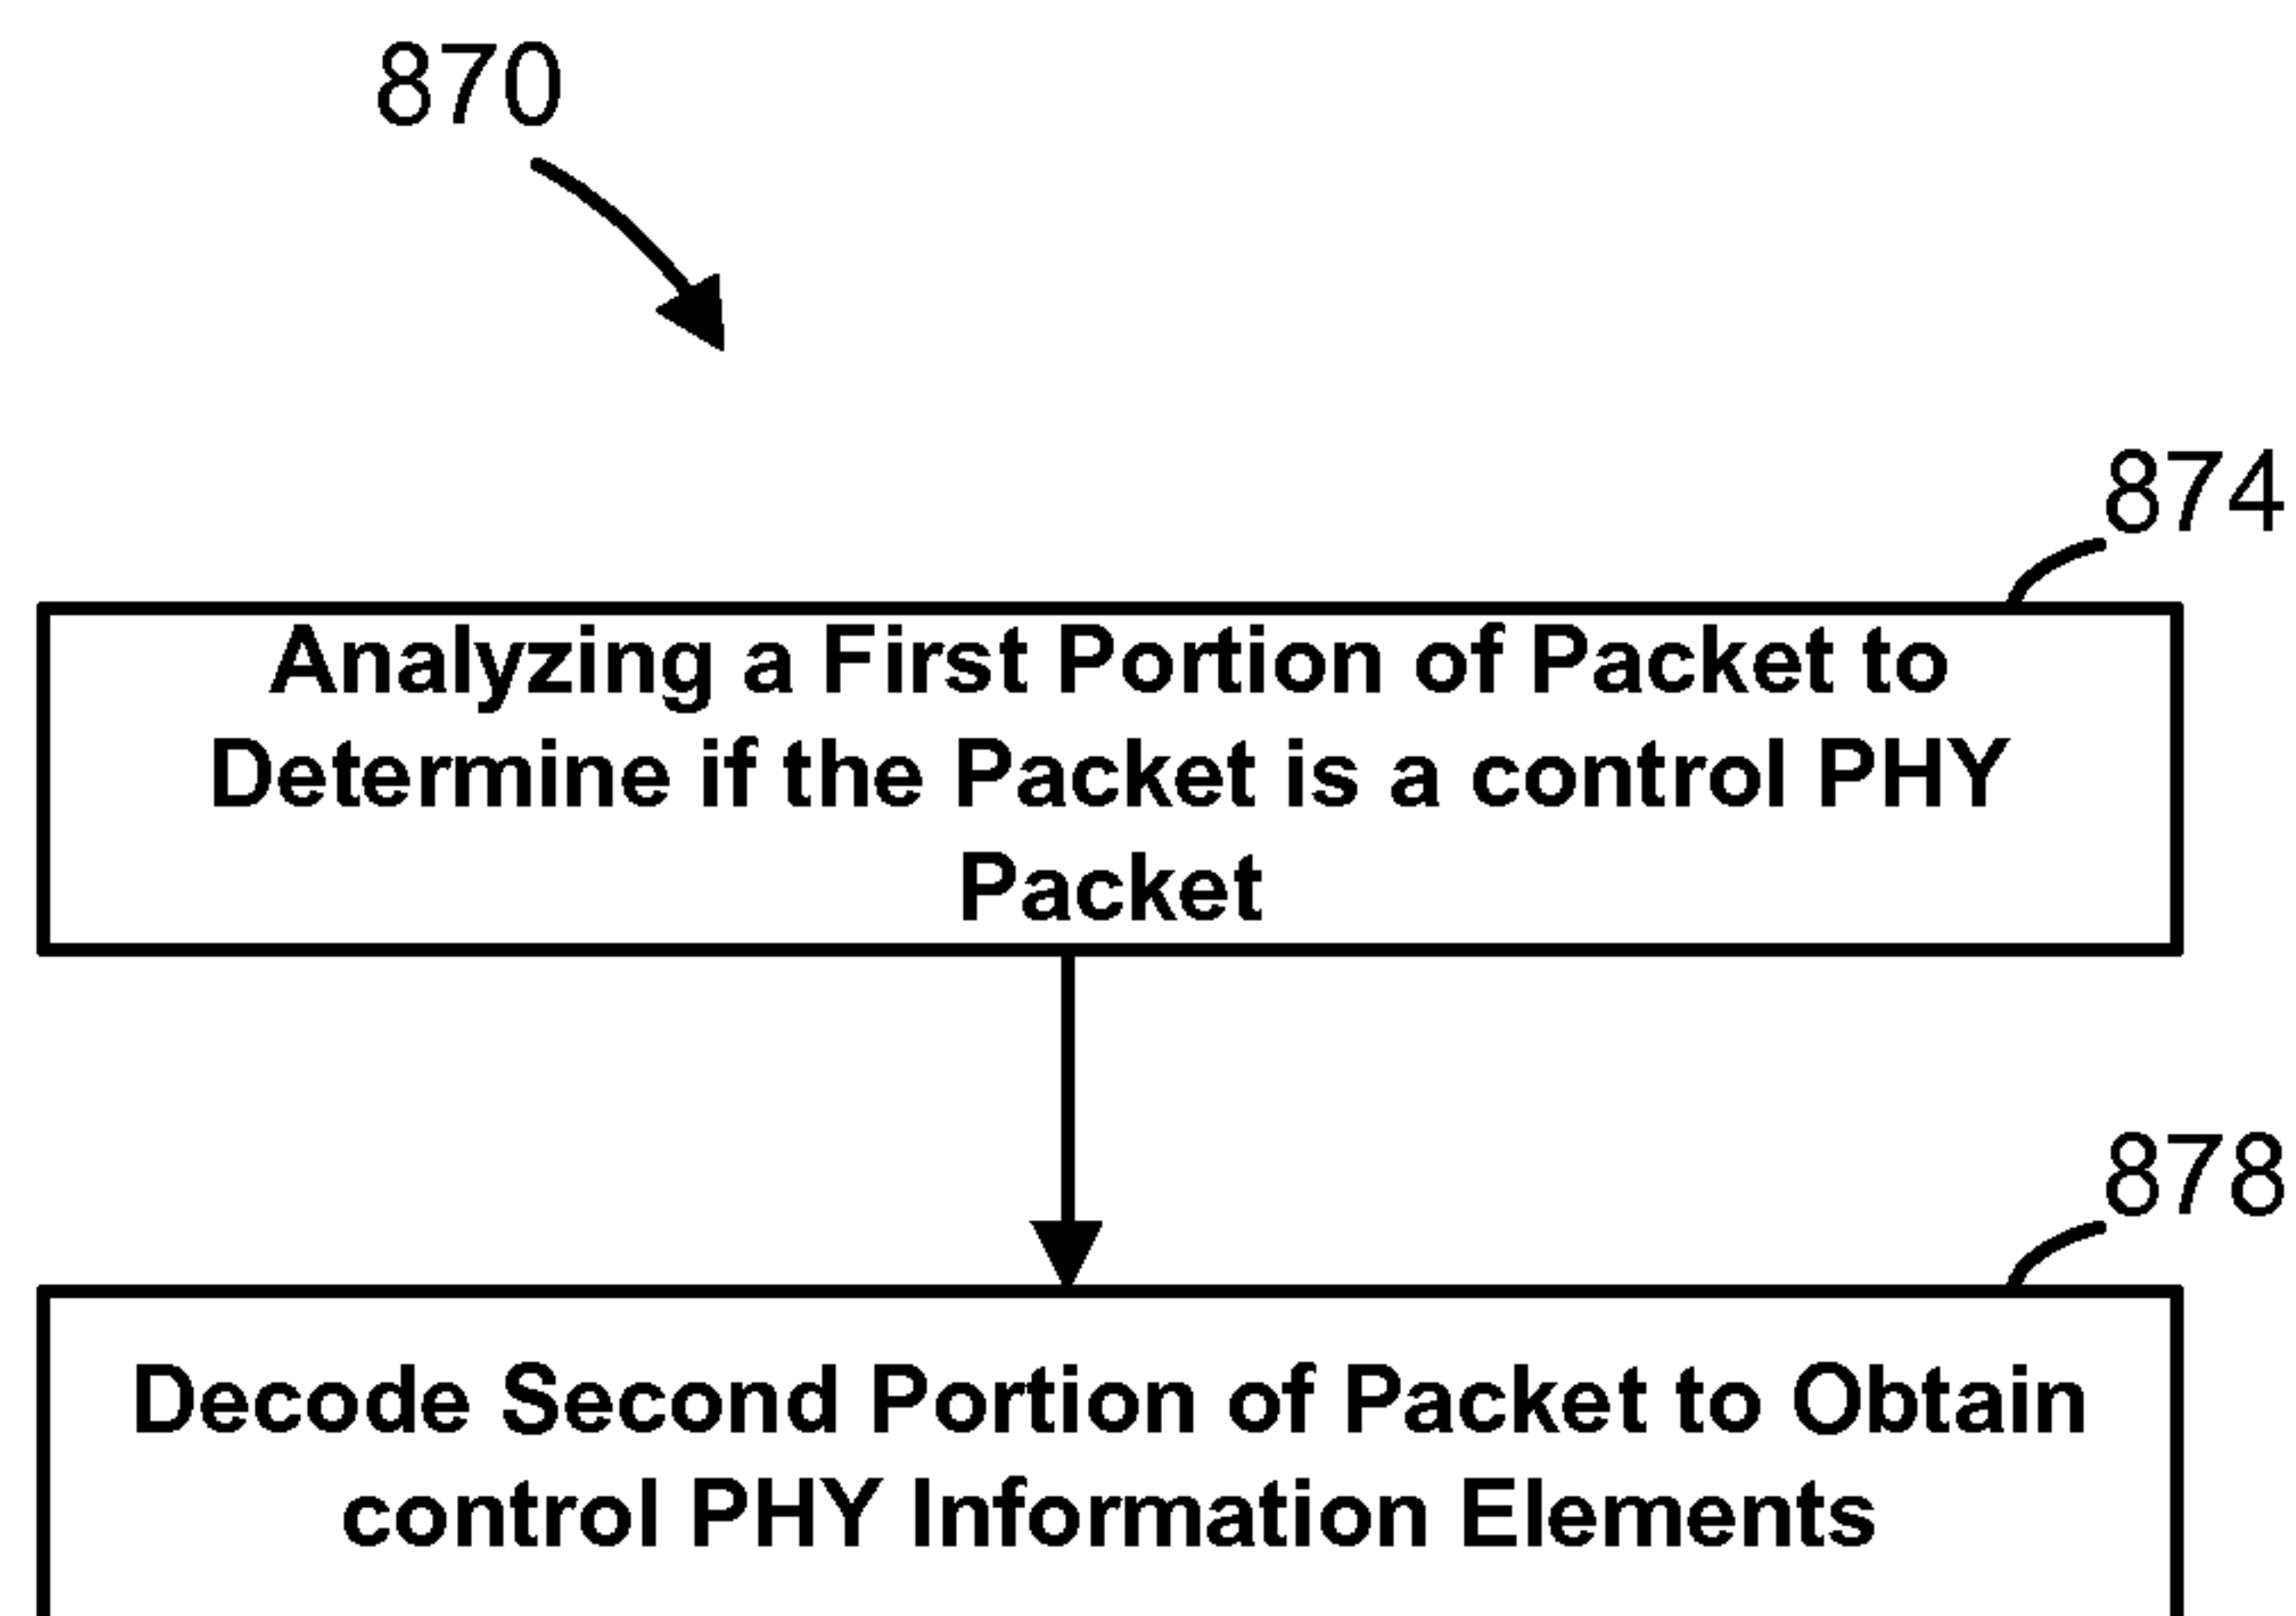 870
874
Analyzing a First Portion of Packet to
Determine if the Packet is a control PHY
Packet
878
Decode Second Portion of Packet to Obtain
control PHY Information Elements